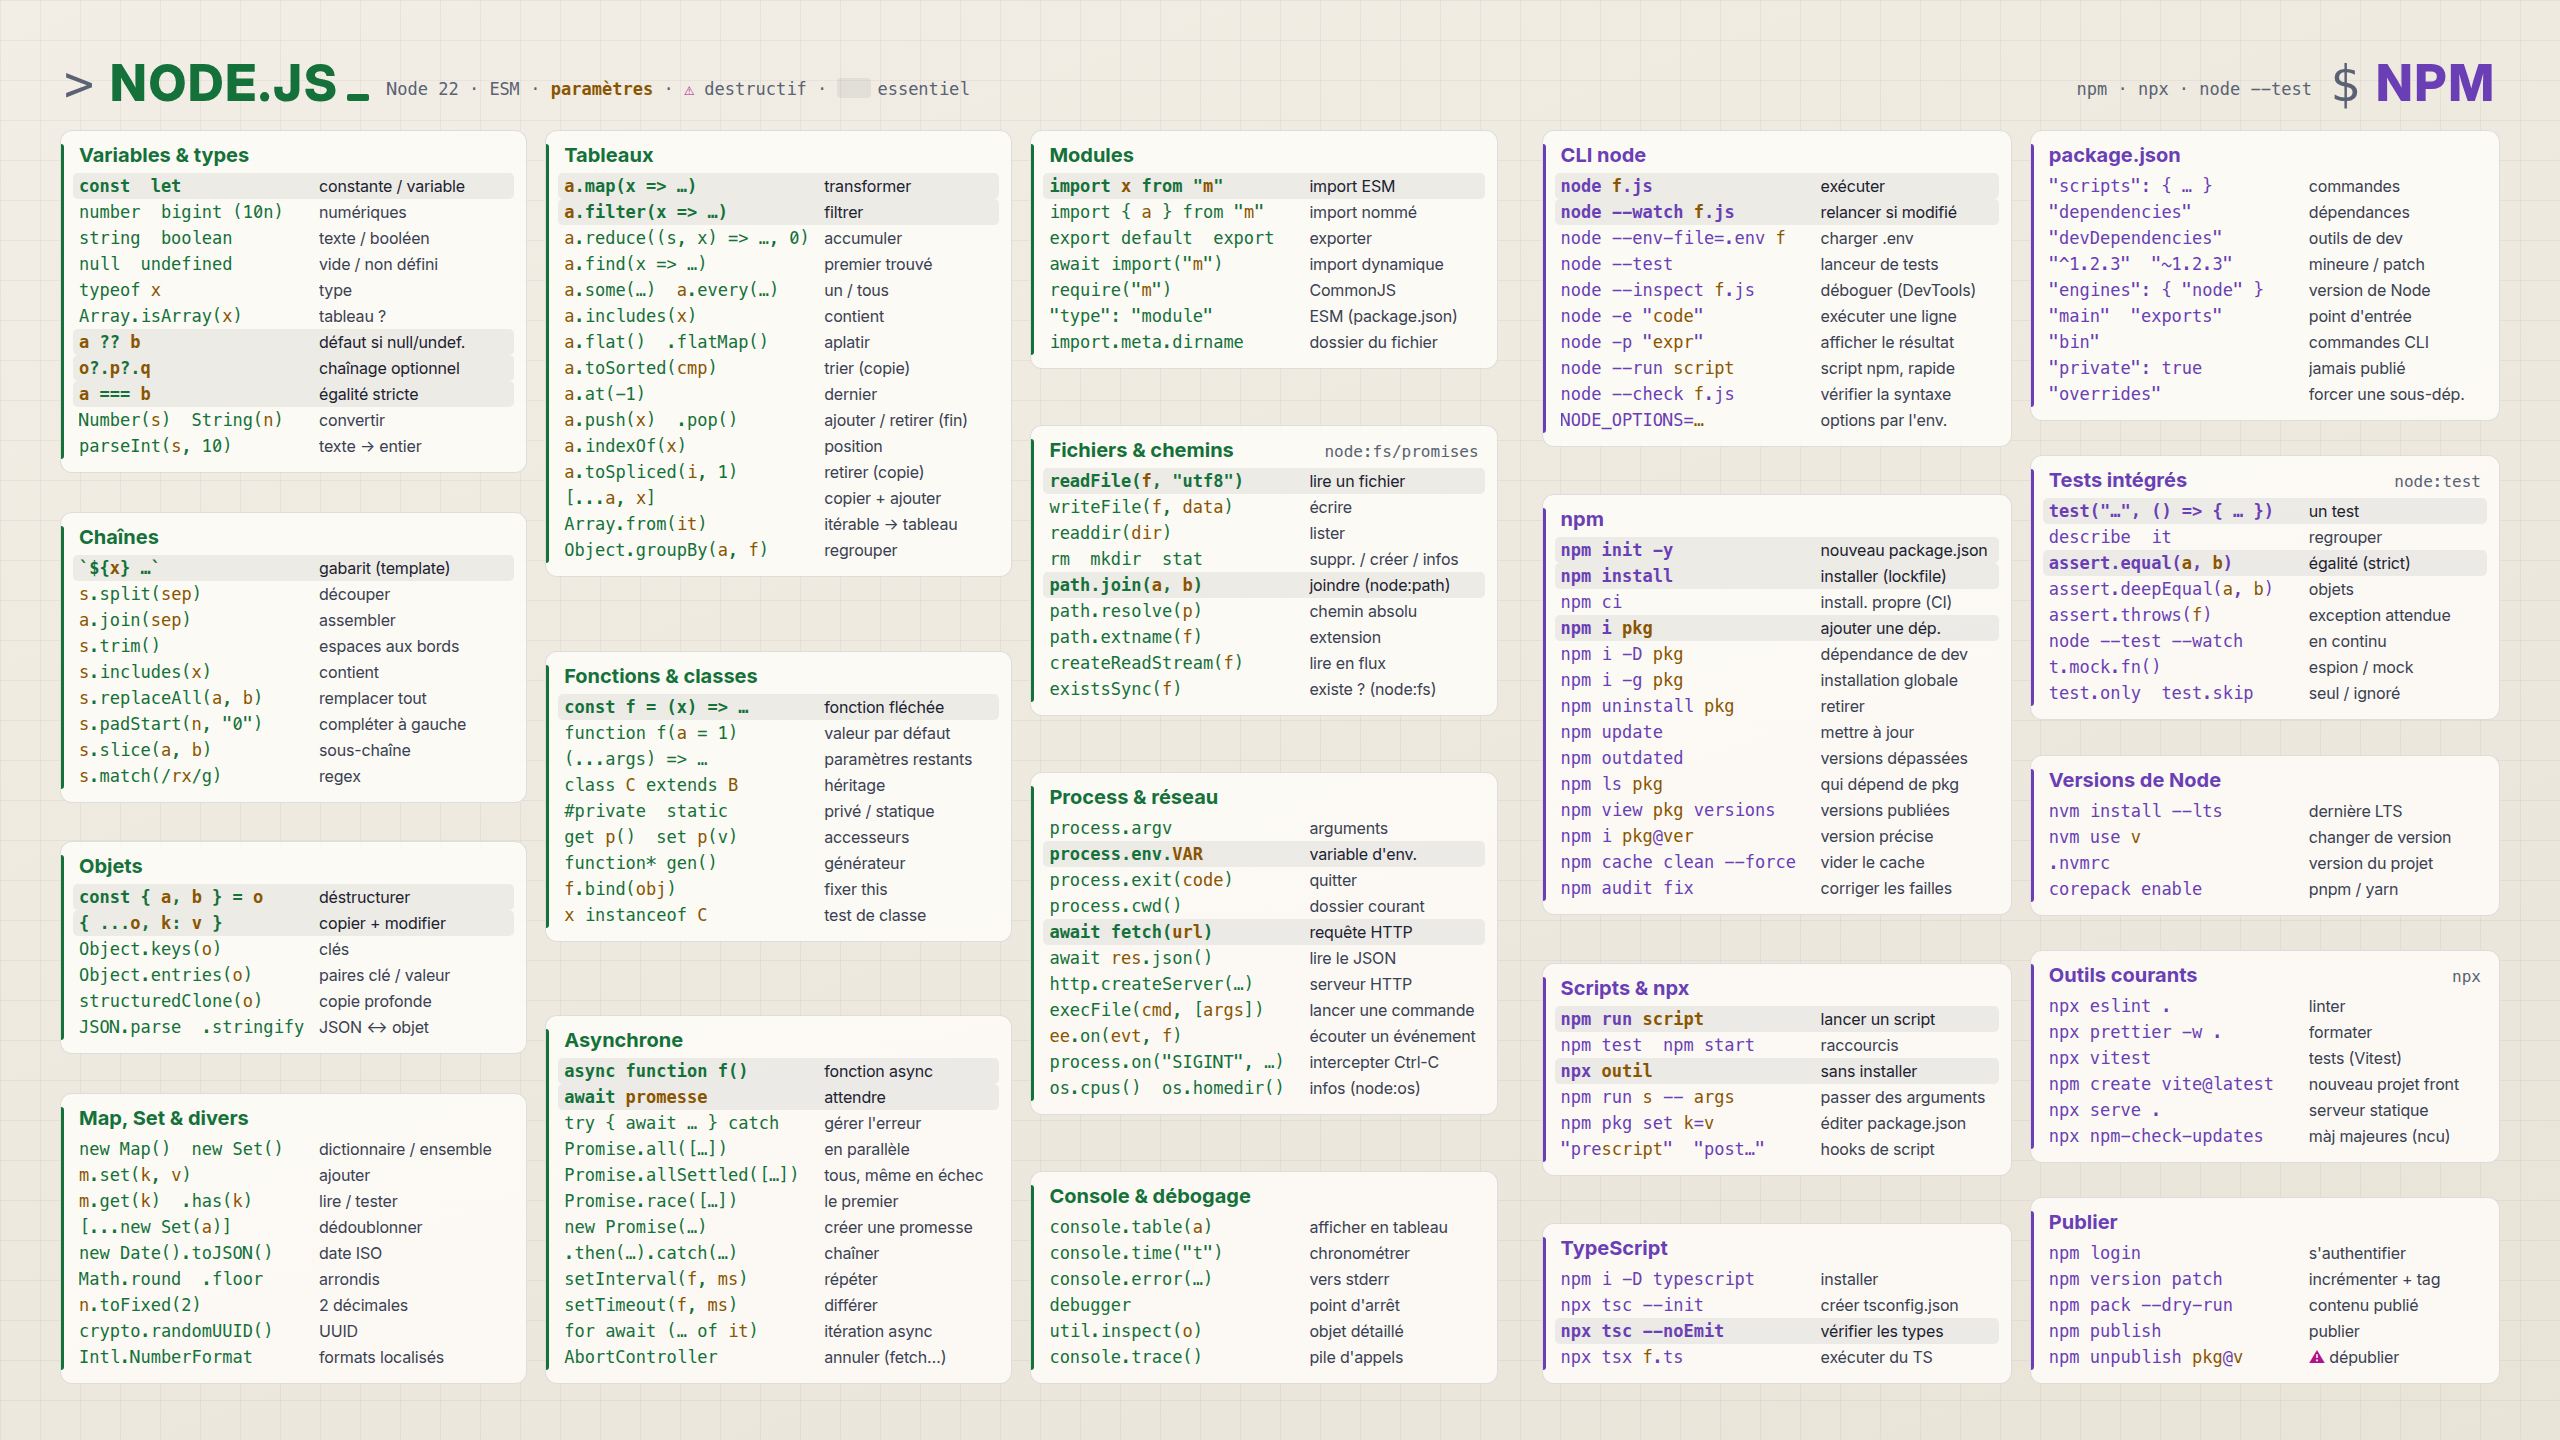 > NODE.JS_ Node 22 · ESM · paramètres · ⚠ destructif · essentiel
npm · npx · node --test $ NPM
Variables & types
const  let  constante / variable
number  bigint (10n)  numériques
string  boolean  texte / booléen
null  undefined  vide / non défini
typeof x  type
Array.isArray(x)  tableau ?
a ?? b  défaut si null/undef.
o?.p?.q  chaînage optionnel
a === b  égalité stricte
Number(s)  String(n)  convertir
parseInt(s, 10)  texte → entier
Chaînes
`${x} …`  gabarit (template)
s.split(sep)  découper
a.join(sep)  assembler
s.trim()  espaces aux bords
s.includes(x)  contient
s.replaceAll(a, b)  remplacer tout
s.padStart(n, "0")  compléter à gauche
s.slice(a, b)  sous-chaîne
s.match(/rx/g)  regex
Objets
const { a, b } = o  déstructurer
{ ...o, k: v }  copier + modifier
Object.keys(o)  clés
Object.entries(o)  paires clé / valeur
structuredClone(o)  copie profonde
JSON.parse  .stringify  JSON ↔ objet
Map, Set & divers
new Map()  new Set()  dictionnaire / ensemble
m.set(k, v)  ajouter
m.get(k)  .has(k)  lire / tester
[...new Set(a)]  dédoublonner
new Date().toJSON()  date ISO
Math.round  .floor  arrondis
n.toFixed(2)  2 décimales
crypto.randomUUID()  UUID
Intl.NumberFormat  formats localisés
Tableaux
a.map(x => …)  transformer
a.filter(x => …)  filtrer
a.reduce((s, x) => …, 0)  accumuler
a.find(x => …)  premier trouvé
a.some(…)  a.every(…)  un / tous
a.includes(x)  contient
a.flat()  .flatMap()  aplatir
a.toSorted(cmp)  trier (copie)
a.at(-1)  dernier
a.push(x)  .pop()  ajouter / retirer (fin)
a.indexOf(x)  position
a.toSpliced(i, 1)  retirer (copie)
[...a, x]  copier + ajouter
Array.from(it)  itérable → tableau
Object.groupBy(a, f)  regrouper
Fonctions & classes
const f = (x) => …  fonction fléchée
function f(a = 1)  valeur par défaut
(...args) => …  paramètres restants
class C extends B  héritage
#private  static  privé / statique
get p()  set p(v)  accesseurs
function* gen()  générateur
f.bind(obj)  fixer this
x instanceof C  test de classe
Asynchrone
async function f()  fonction async
await promesse  attendre
try { await … } catch  gérer l'erreur
Promise.all([…])  en parallèle
Promise.allSettled([…])  tous, même en échec
Promise.race([…])  le premier
new Promise(…)  créer une promesse
.then(…).catch(…)  chaîner
setInterval(f, ms)  répéter
setTimeout(f, ms)  différer
for await (… of it)  itération async
AbortController  annuler (fetch…)
Modules
import x from "m"  import ESM
import { a } from "m"  import nommé
export default  export  exporter
await import("m")  import dynamique
require("m")  CommonJS
"type": "module"  ESM (package.json)
import.meta.dirname  dossier du fichier
Fichiers & chemins  node:fs/promises
readFile(f, "utf8")  lire un fichier
writeFile(f, data)  écrire
readdir(dir)  lister
rm  mkdir  stat  suppr. / créer / infos
path.join(a, b)  joindre (node:path)
path.resolve(p)  chemin absolu
path.extname(f)  extension
createReadStream(f)  lire en flux
existsSync(f)  existe ? (node:fs)
Process & réseau
process.argv  arguments
process.env.VAR  variable d'env.
process.exit(code)  quitter
process.cwd()  dossier courant
await fetch(url)  requête HTTP
await res.json()  lire le JSON
http.createServer(…)  serveur HTTP
execFile(cmd, [args])  lancer une commande
ee.on(evt, f)  écouter un événement
process.on("SIGINT", …)  intercepter Ctrl-C
os.cpus()  os.homedir()  infos (node:os)
Console & débogage
console.table(a)  afficher en tableau
console.time("t")  chronométrer
console.error(…)  vers stderr
debugger  point d'arrêt
util.inspect(o)  objet détaillé
console.trace()  pile d'appels
CLI node
node f.js  exécuter
node --watch f.js  relancer si modifié
node --env-file=.env f  charger .env
node --test  lanceur de tests
node --inspect f.js  déboguer (DevTools)
node -e "code"  exécuter une ligne
node -p "expr"  afficher le résultat
node --run script  script npm, rapide
node --check f.js  vérifier la syntaxe
NODE_OPTIONS=…  options par l'env.
npm
npm init -y  nouveau package.json
npm install  installer (lockfile)
npm ci  install. propre (CI)
npm i pkg  ajouter une dép.
npm i -D pkg  dépendance de dev
npm i -g pkg  installation globale
npm uninstall pkg  retirer
npm update  mettre à jour
npm outdated  versions dépassées
npm ls pkg  qui dépend de pkg
npm view pkg versions  versions publiées
npm i pkg@ver  version précise
npm cache clean --force  vider le cache
npm audit fix  corriger les failles
Scripts & npx
npm run script  lancer un script
npm test  npm start  raccourcis
npx outil  sans installer
npm run s -- args  passer des arguments
npm pkg set k=v  éditer package.json
"prescript"  "post…"  hooks de script
TypeScript
npm i -D typescript  installer
npx tsc --init  créer tsconfig.json
npx tsc --noEmit  vérifier les types
npx tsx f.ts  exécuter du TS
package.json
"scripts": { … }  commandes
"dependencies"  dépendances
"devDependencies"  outils de dev
"^1.2.3"  "~1.2.3"  mineure / patch
"engines": { "node" }  version de Node
"main"  "exports"  point d'entrée
"bin"  commandes CLI
"private": true  jamais publié
"overrides"  forcer une sous-dép.
Tests intégrés  node:test
test("…", () => { … })  un test
describe  it  regrouper
assert.equal(a, b)  égalité (strict)
assert.deepEqual(a, b)  objets
assert.throws(f)  exception attendue
node --test --watch  en continu
t.mock.fn()  espion / mock
test.only  test.skip  seul / ignoré
Versions de Node
nvm install --lts  dernière LTS
nvm use v  changer de version
.nvmrc  version du projet
corepack enable  pnpm / yarn
Outils courants  npx
npx eslint .  linter
npx prettier -w .  formater
npx vitest  tests (Vitest)
npm create vite@latest  nouveau projet front
npx serve .  serveur statique
npx npm-check-updates  màj majeures (ncu)
Publier
npm login  s'authentifier
npm version patch  incrémenter + tag
npm pack --dry-run  contenu publié
npm publish  publier
npm unpublish pkg@v  ⚠ dépublier